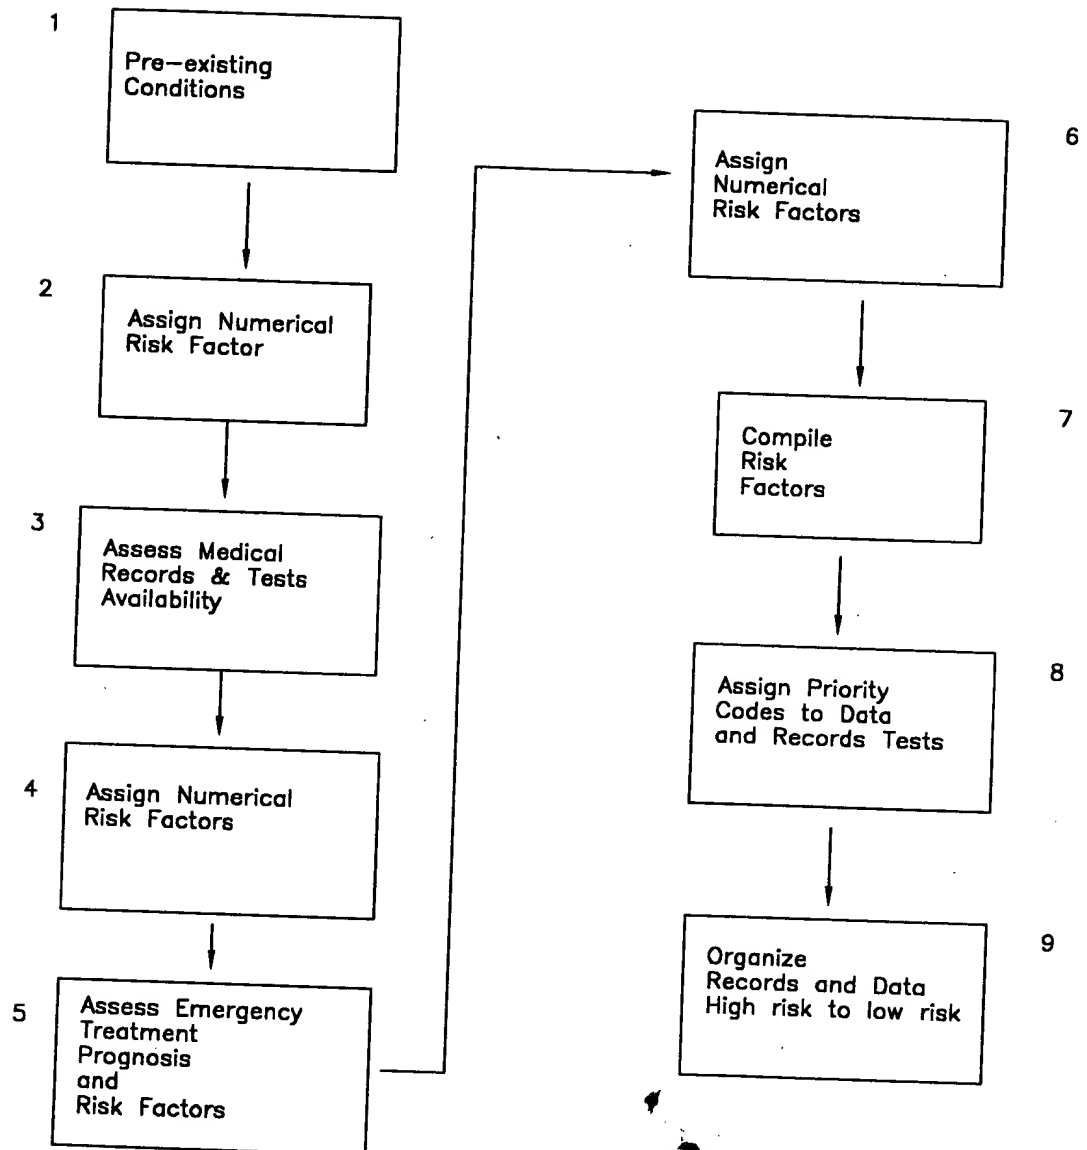 1
Pre-existing
Conditions
2
Assign Numerical
Risk Factor
3
Assess Medical
Records & Tests
Availability
4
Assign Numerical
Risk Factors
5
Assess Emergency
Treatment
Prognosis
and
Risk Factors
6
Assign
Numerical
Risk Factors
7
Compile
Risk
Factors
8
Assign Priority
Codes to Data
and Records Tests
9
Organize
Records and Data
High risk to low risk